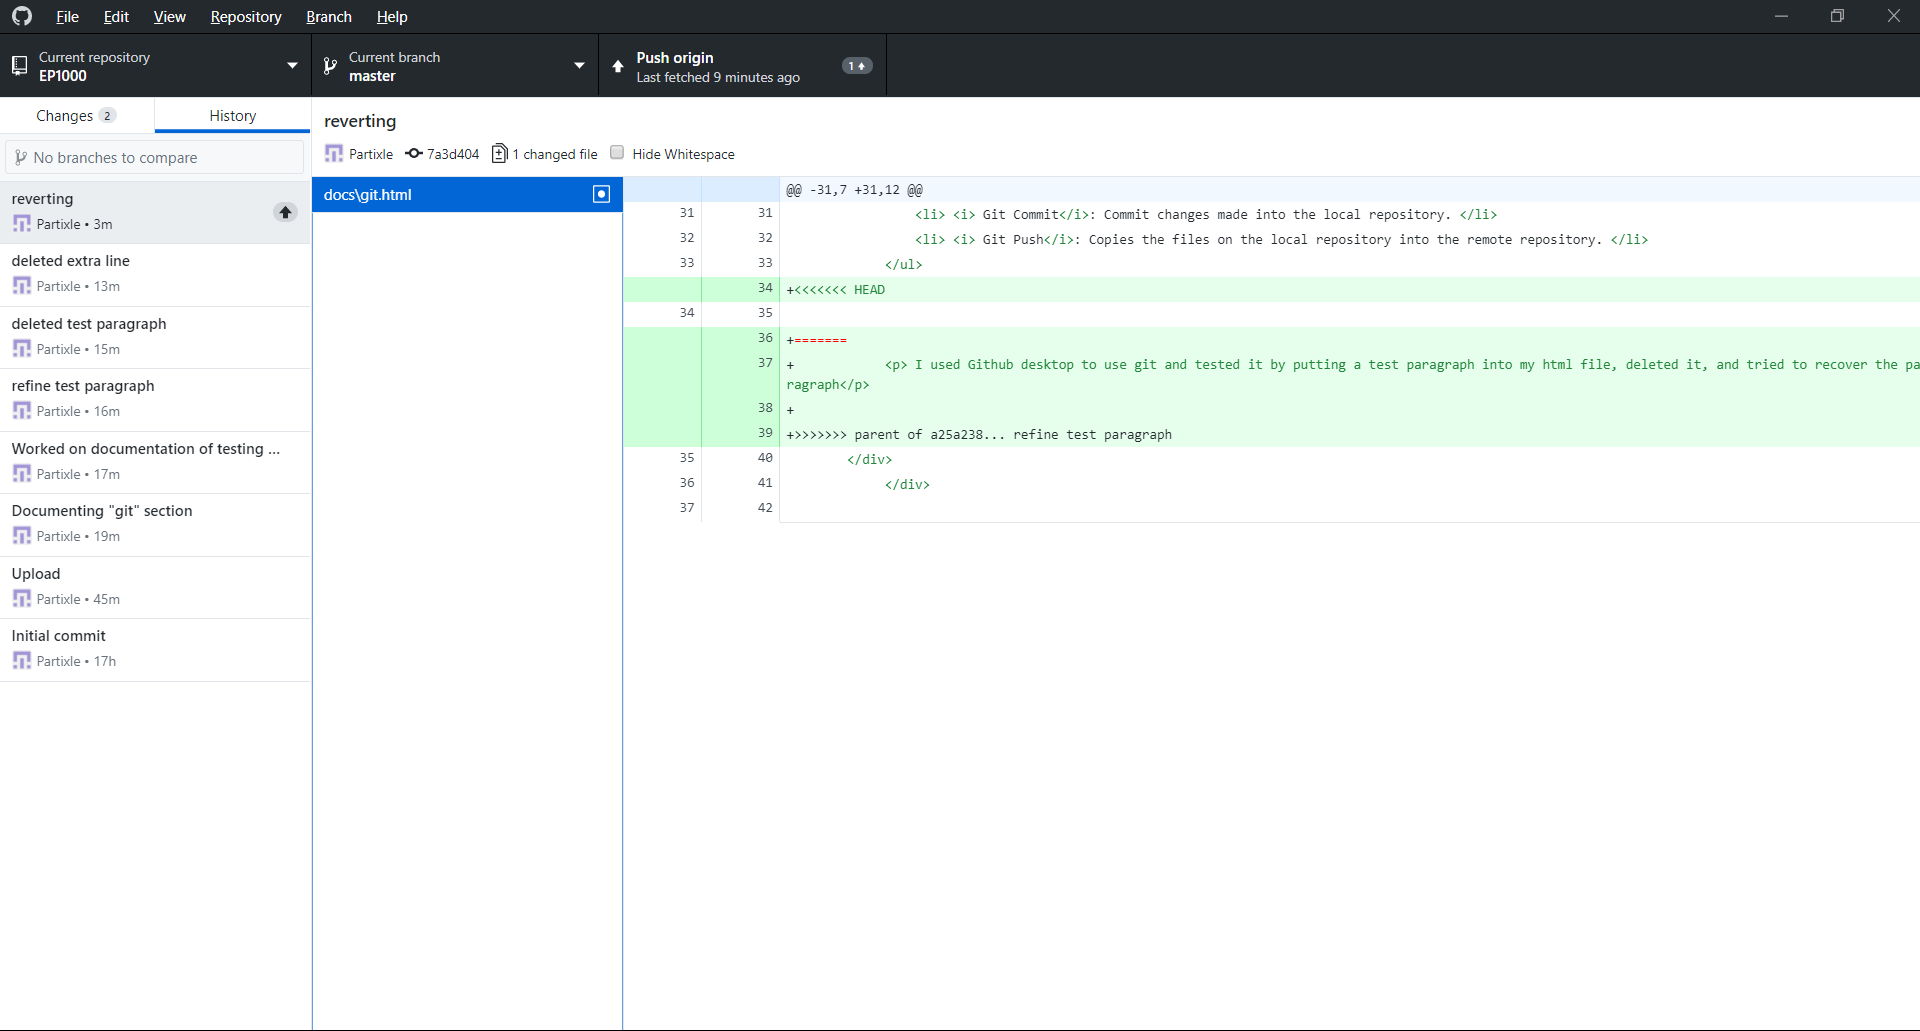 File Edit View Repository Branch Help
Current repository
EP1000
Current branch
master
Push origin
Last fetched 9 minutes ago
1
Changes 2
History
No branches to compare
reverting
Partixle • 3m
deleted extra line
Partixle • 13m
deleted test paragraph
Partixle • 15m
refine test paragraph
Partixle • 16m
Worked on documentation of testing ...
Partixle • 17m
Documenting "git" section
Partixle • 19m
Upload
Partixle • 45m
Initial commit
Partixle • 17h
reverting
Partixle 7a3d404 1 changed file Hide Whitespace
docs\git.html
@@ -31,7 +31,12 @@
31 31 <li> <i> Git Commit</i>: Commit changes made into the local repository. </li>
32 32 <li> <i> Git Push</i>: Copies the files on the local repository into the remote repository. </li>
33 33 </ul>
34 +<<<<<<< HEAD
34 35
36 +=======
37 + <p> I used Github desktop to use git and tested it by putting a test paragraph into my html file, deleted it, and tried to recover the pa
ragraph</p>
38 +
39 +>>>>>>> parent of a25a238... refine test paragraph
35 40 </div>
36 41 </div>
37 42